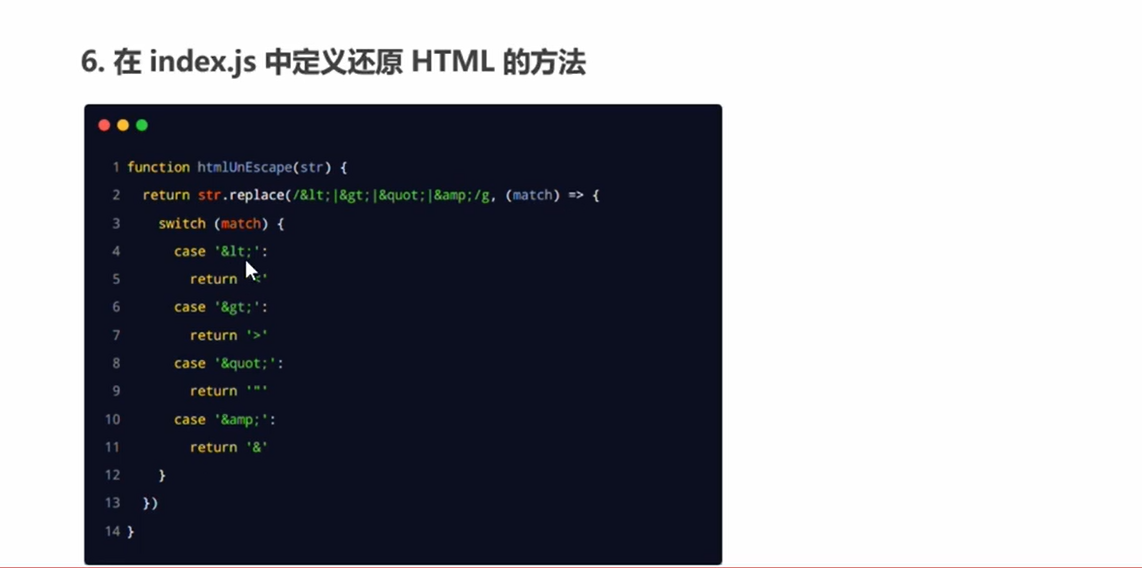 6. 在 index.js 中定义还原 HTML 的方法
1 function htmlUnEscape(str) {
2 return str.replace(/&lt;|&gt;|&quot;|&amp;/g, (match) => {
3 switch (match) {
4 case '&lt;':
5 return '<'
6 case '&gt;':
7 return '>'
8 case '&quot;':
9 return '"'
10 case '&amp;':
11 return '&'
12 }
13 })
14 }